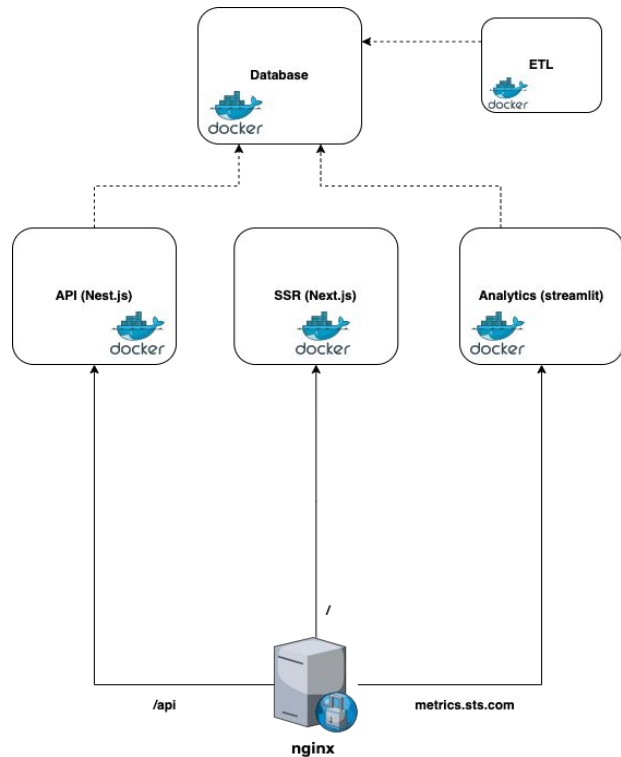 Database
docker
ETL
docker
API (Nest.js)
docker
SSR (Next.js)
docker
Analytics (streamlit)
docker
/
/api
metrics.sts.com
nginx